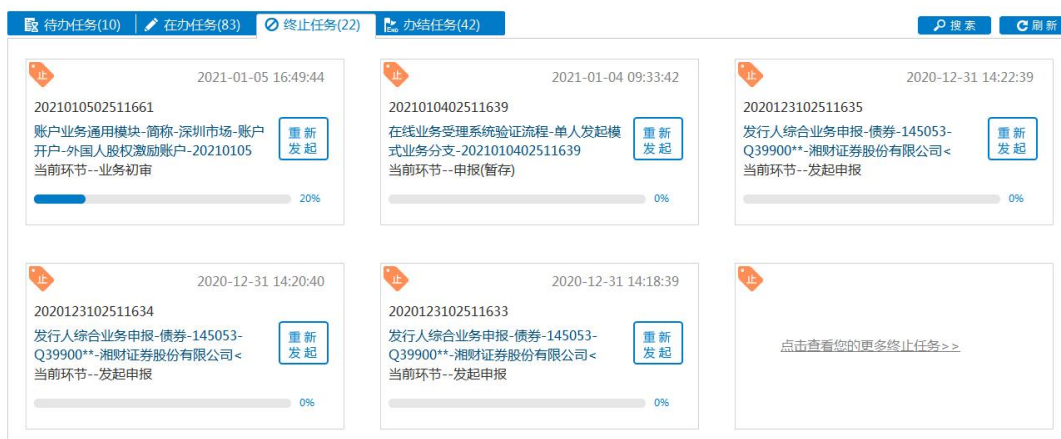 待办任务(10)
在办任务(83)
终止任务(22)
办结任务(42)
搜索
刷新
止
2021-01-05 16:49:44
2021010502511661
账户业务通用模块-简称-深圳市场-账户
开户-外国人股权激励账户-20210105
重新
发起
当前环节--业务初审
20%
止
2021-01-04 09:33:42
2021010402511639
在线业务受理系统验证流程-单人发起模
式业务分支-2021010402511639
重新
发起
当前环节--申报(暂存)
0%
止
2020-12-31 14:22:39
2020123102511635
发行人综合业务申报-债券-145053-
Q39900**-湘财证券股份有限公司<
重新
发起
当前环节--发起申报
0%
止
2020-12-31 14:20:40
2020123102511634
发行人综合业务申报-债券-145053-
Q39900**-湘财证券股份有限公司<
重新
发起
当前环节--发起申报
0%
止
2020-12-31 14:18:39
2020123102511633
发行人综合业务申报-债券-145053-
Q39900**-湘财证券股份有限公司<
重新
发起
当前环节--发起申报
0%
止
点击查看您的更多终止任务>>